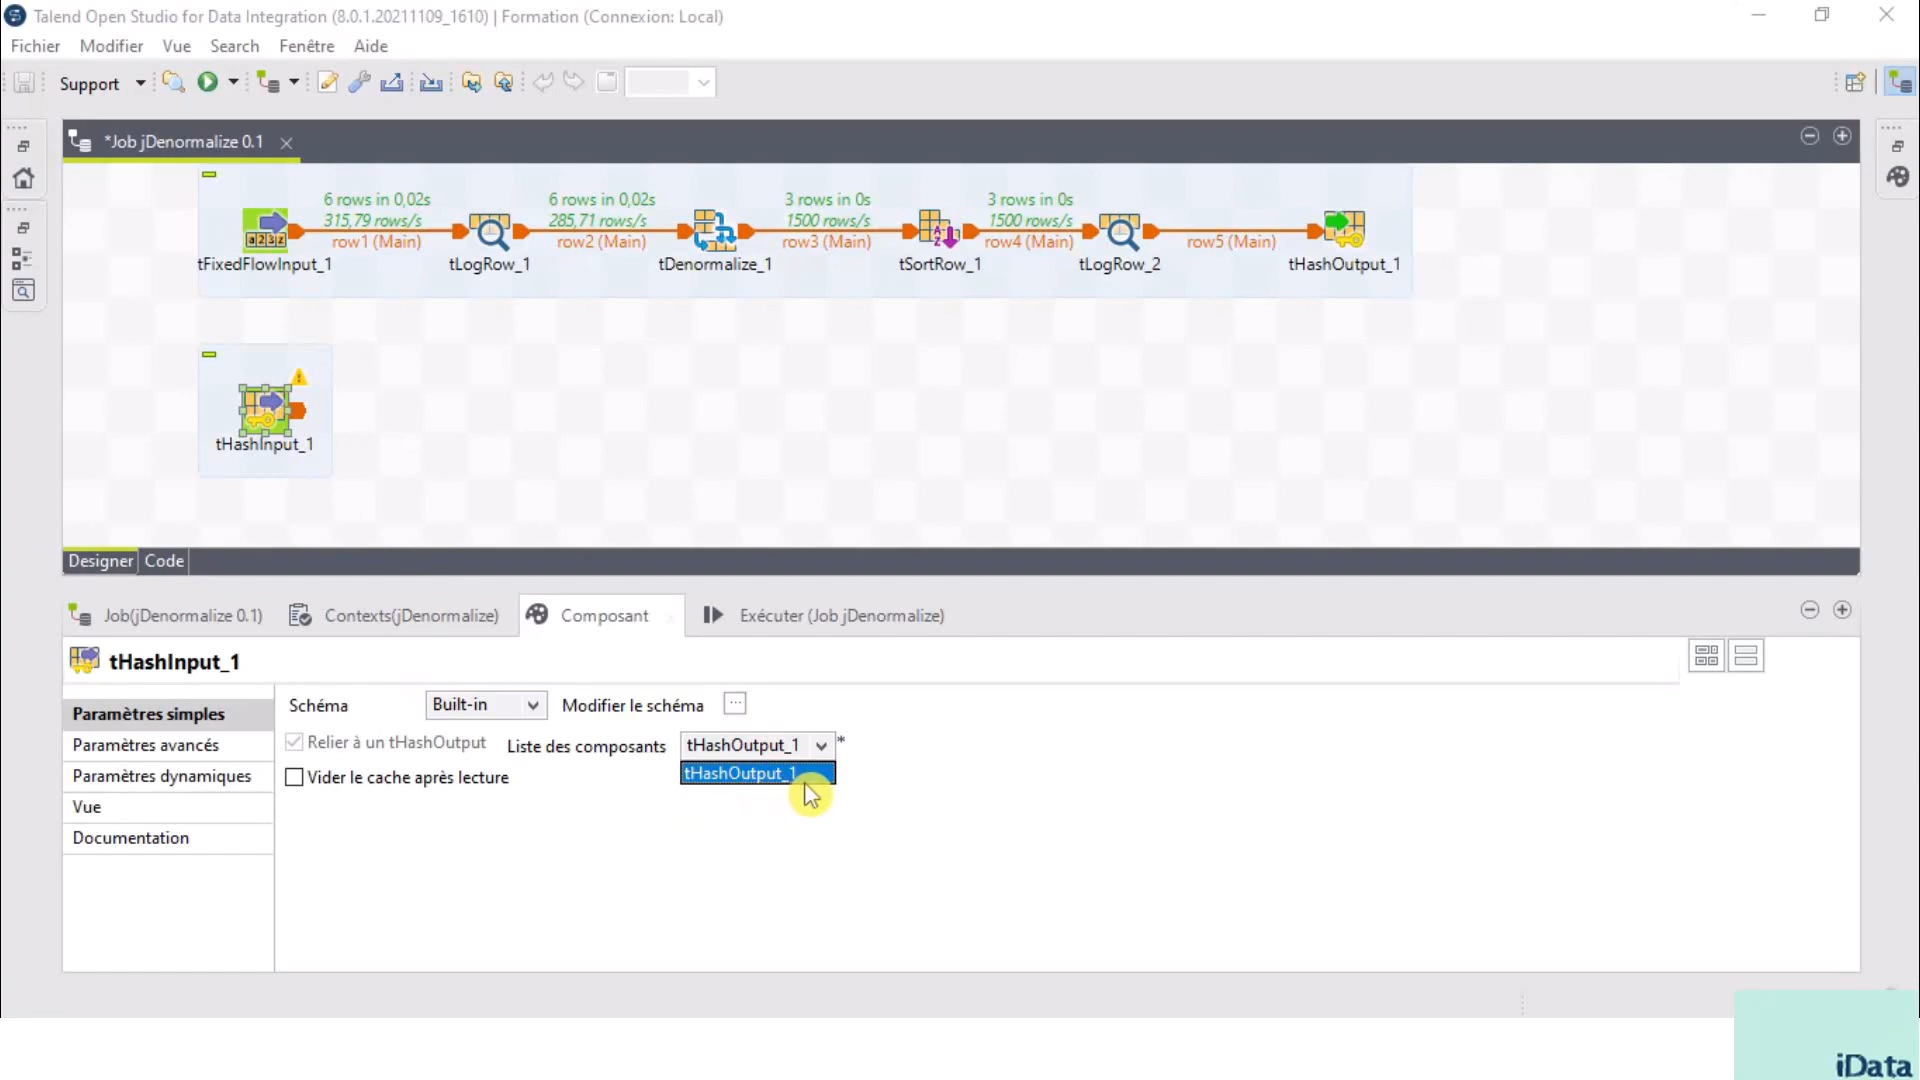 Talend Open Studio for Data Integration (8.0.1.20211109_1610) | Formation (Connexion: Local)
Fichier Modifier Vue Search Fenêtre Aide
Support
*Job jDenormalize 0.1
6 rows in 0,02s 6 rows in 0,02s 3 rows in 0s 3 rows in 0s
315,79 rows/s 285,71 rows/s 1500 rows/s 1500 rows/s
row1 (Main) row2 (Main) row3 (Main) row4 (Main) row5 (Main)
tFixedFlowInput_1 tLogRow_1 tDenormalize_1 tSortRow_1 tLogRow_2 tHashOutput_1
tHashInput_1
Designer Code
Job(jDenormalize 0.1) Contexts(jDenormalize) Composant Exécuter (Job jDenormalize)
tHashInput_1
Paramètres simples
Paramètres avancés
Paramètres dynamiques
Vue
Documentation
Schéma Built-in Modifier le schéma ...
Relier à un tHashOutput Liste des composants tHashOutput_1 *
tHashOutput_1
Vider le cache après lecture
iData